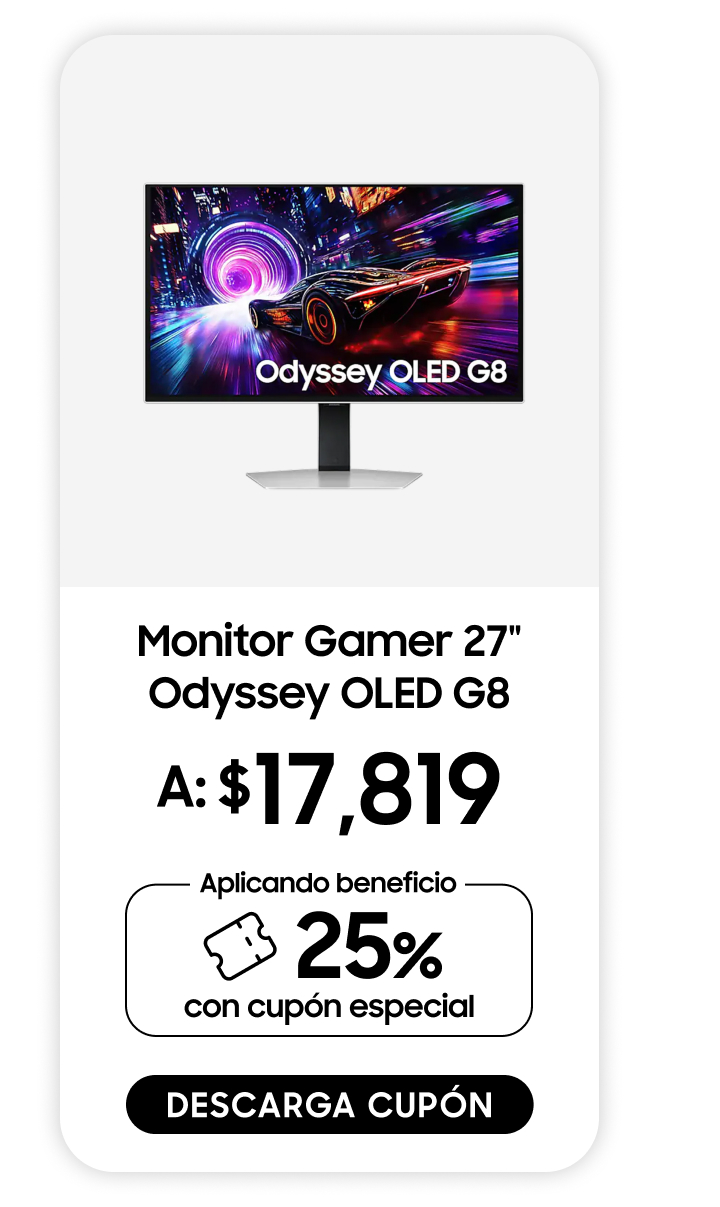 Odyssey OLED G8
Monitor Gamer 27"
Odyssey OLED G8
A: $17,819
Aplicando beneficio
25%
con cupón especial
DESCARGA CUPÓN